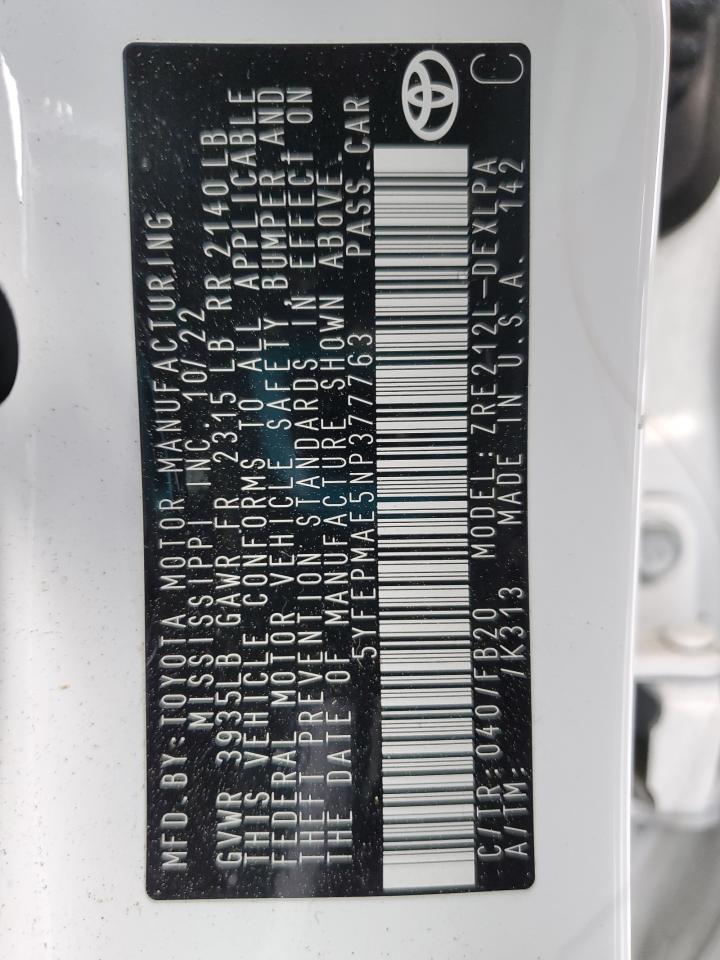 MFD.BY:TOYOTA MOTOR MANUFACTURING
MISSISSIPPI INC. 10/22
GVWR 3935LB GAWR FR 2315 LB RR 2140 LB
THIS VEHICLE CONFORMS TO ALL APPLICABLE
FEDERAL MOTOR VEHICLE SAFETY, BUMPER AND
THEFT PREVENTION STANDARDS IN EFFECT ON
THE DATE OF MANUFACTURE SHOWN ABOVE.
5YFEPMAE5NP377763 PASS.CAR
C/TR:040/FB20 MODEL:ZRE212L-DEXLPA
A/TM: /K313 MADE IN U.S.A. 142
C